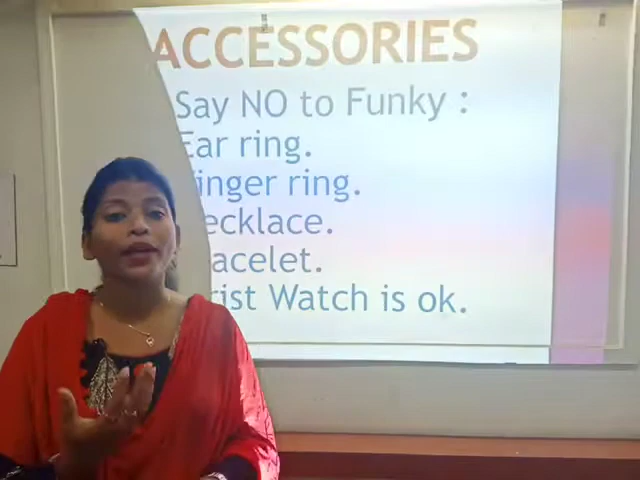 ACCESSORIES
Say NO to Funky :
Ear ring.
inger ring.
ecklace.
acelet.
rist Watch is ok.